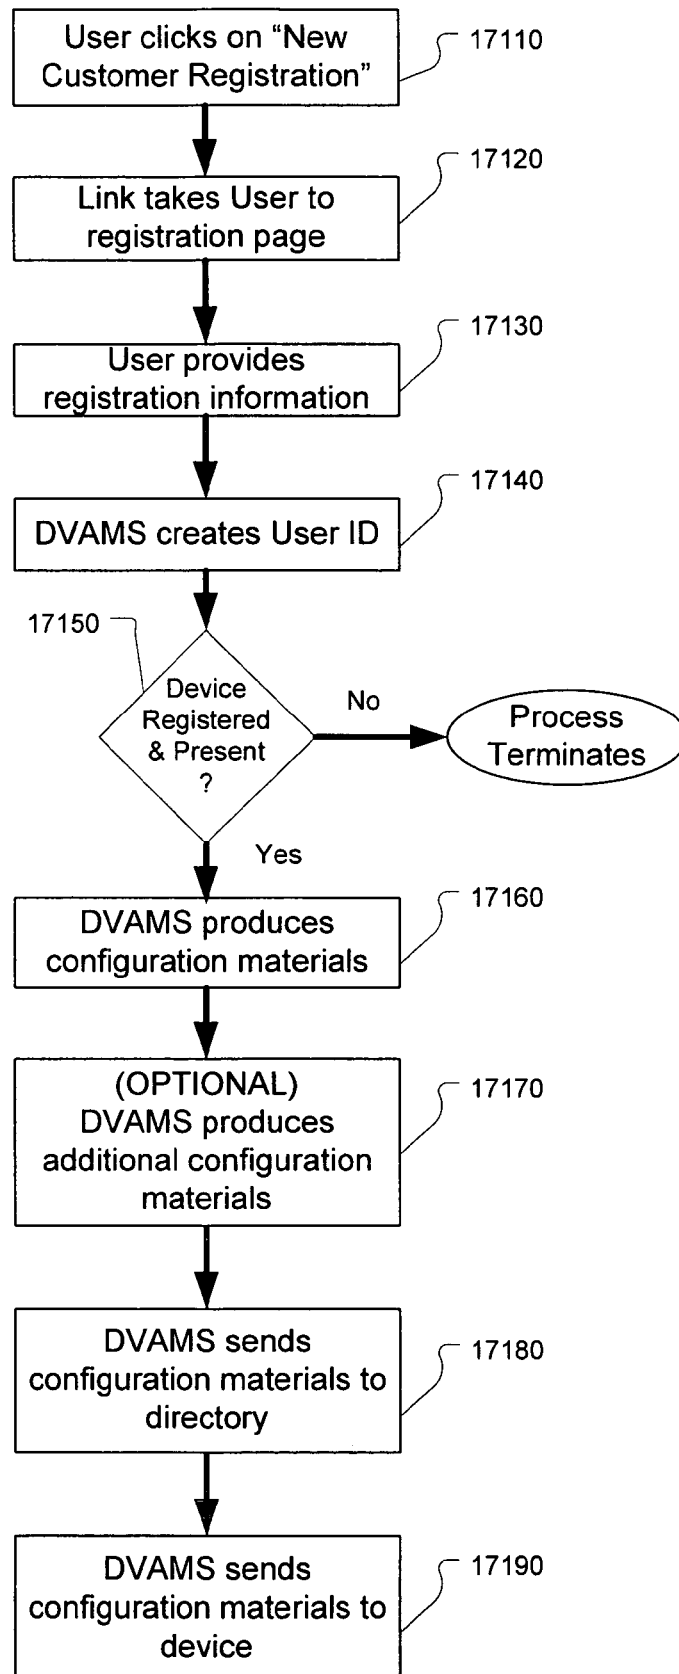 User clicks on “New
Customer Registration”
17110
Link takes User to
registration page
17120
User provides
registration information
17130
DVAMS creates User ID
17140
17150
Device
Registered
& Present
?
No
Process
Terminates
Yes
DVAMS produces
configuration materials
17160
(OPTIONAL)
DVAMS produces
additional configuration
materials
17170
DVAMS sends
configuration materials to
directory
17180
DVAMS sends
configuration materials to
device
17190